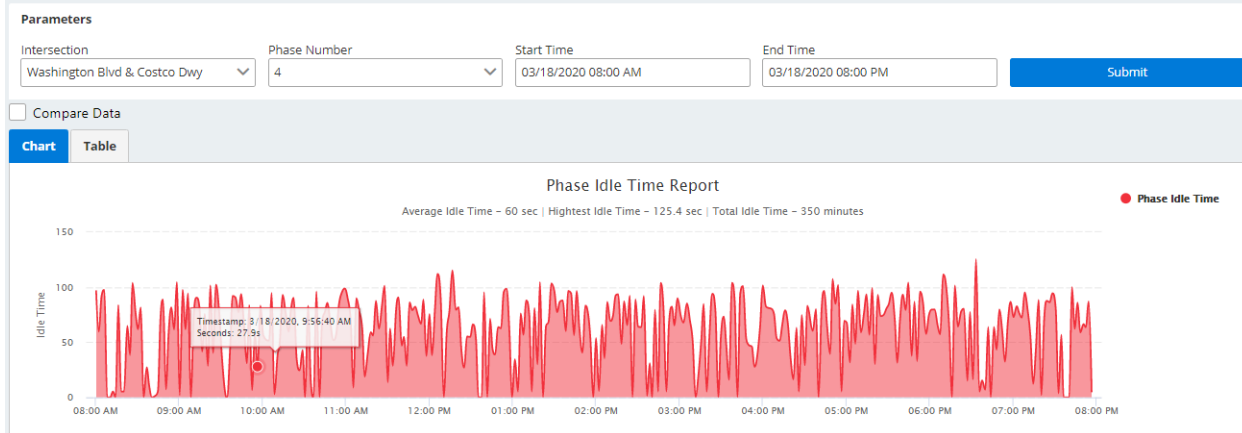 Parameters
Intersection Phase Number Start Time End Time
Washington Blvd & Costco Dwy 4 03/18/2020 08:00 AM 03/18/2020 08:00 PM Submit
Compare Data
Chart Table
Phase Idle Time Report
Average Idle Time – 60 sec | Hightest Idle Time – 125.4 sec | Total Idle Time – 350 minutes
Phase Idle Time
150
100
50
0
Idle Time
Timestamp: 3/18/2020, 9:56:40 AM
Seconds: 27.9s
08:00 AM 09:00 AM 10:00 AM 11:00 AM 12:00 PM 01:00 PM 02:00 PM 03:00 PM 04:00 PM 05:00 PM 06:00 PM 07:00 PM 08:00 PM